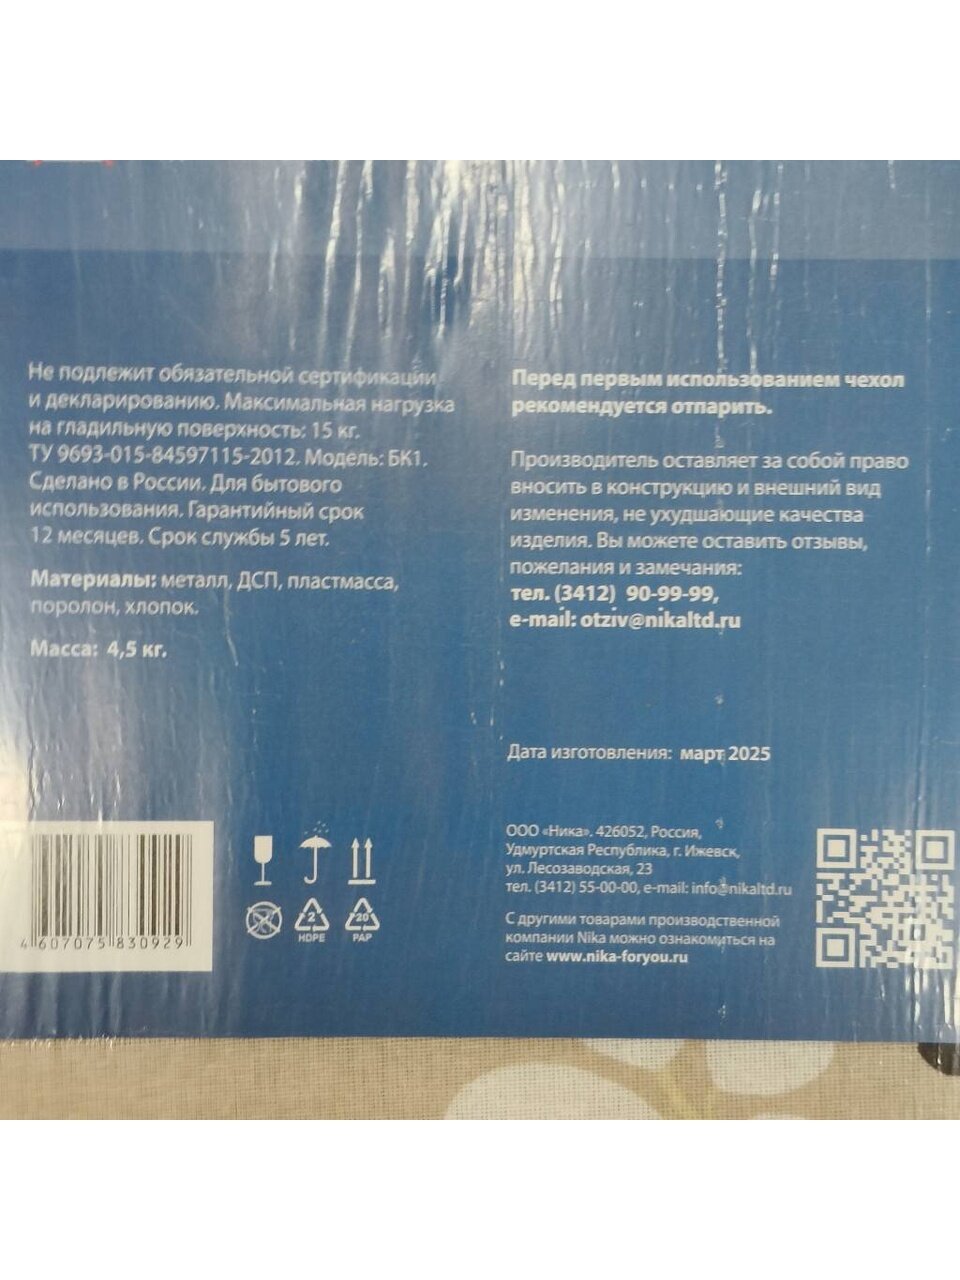 Не подлежит обязательной сертификации
и декларированию. Максимальная нагрузка
на гладильную поверхность: 15 кг.
ТУ 9693-015-84597115-2012. Модель: БК1.
Сделано в России. Для бытового
использования. Гарантийный срок
12 месяцев. Срок службы 5 лет.
Материалы: металл, ДСП, пластмасса,
поролон, хлопок.
Масса: 4,5 кг.
Перед первым использованием чехол
рекомендуется отпарить.
Производитель оставляет за собой право
вносить в конструкцию и внешний вид
изменения, не ухудшающие качества
изделия. Вы можете оставить отзывы,
пожелания и замечания:
тел. (3412) 90-99-99,
e-mail: otziv@nikaltd.ru
Дата изготовления: март 2025
ООО «Ника». 426052, Россия,
Удмуртская Республика, г. Ижевск,
ул. Лесозаводская, 23
тел. (3412) 55-00-00, e-mail: info@nikaltd.ru
С другими товарами производственной
компании Nika можно ознакомиться на
сайте www.nika-foryou.ru
4 607075 830929
2 20
HDPE PAP